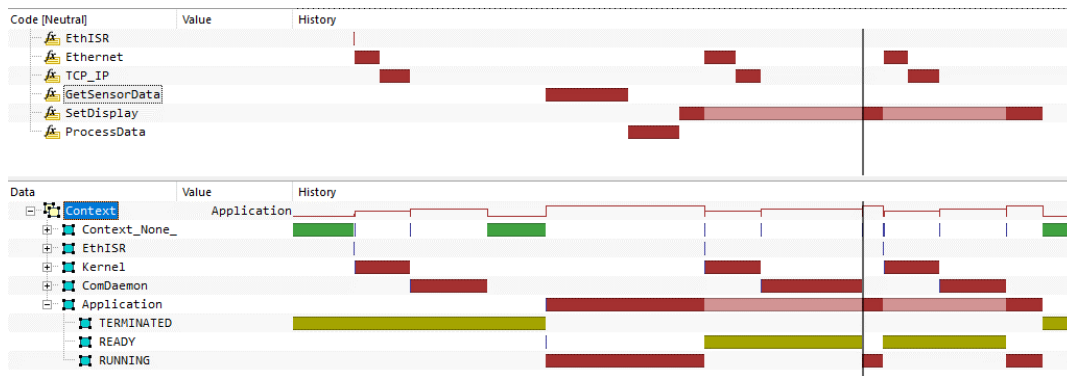 Code [Neutral] Value History
EthISR
Ethernet
TCP_IP
GetSensorData
SetDisplay
ProcessData
Data Value History
Context Application
Context_None_
EthISR
Kernel
ComDaemon
Application
TERMINATED
READY
RUNNING